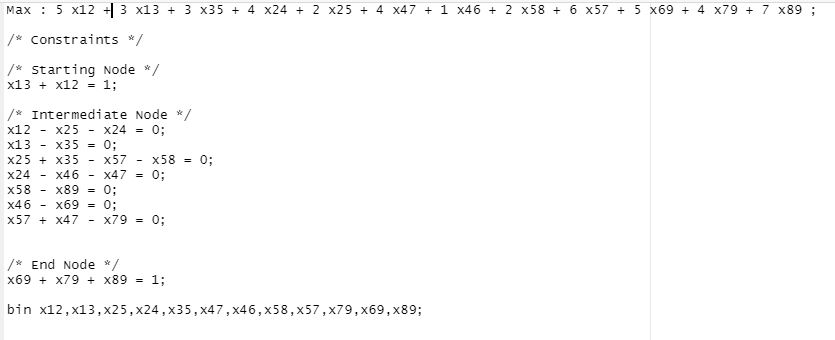 Max : 5 x12 + 3 x13 + 3 x35 + 4 x24 + 2 x25 + 4 x47 + 1 x46 + 2 x58 + 6 x57 + 5 x69 + 4 x79 + 7 x89 ;
/* Constraints */
/* Starting Node */
x13 + x12 = 1;
/* Intermediate Node */
x12 - x25 - x24 = 0;
x13 - x35 = 0;
x25 + x35 - x57 - x58 = 0;
x24 - x46 - x47 = 0;
x58 - x89 = 0;
x46 - x69 = 0;
x57 + x47 - x79 = 0;
/* End Node */
x69 + x79 + x89 = 1;
bin x12,x13,x25,x24,x35,x47,x46,x58,x57,x79,x69,x89;